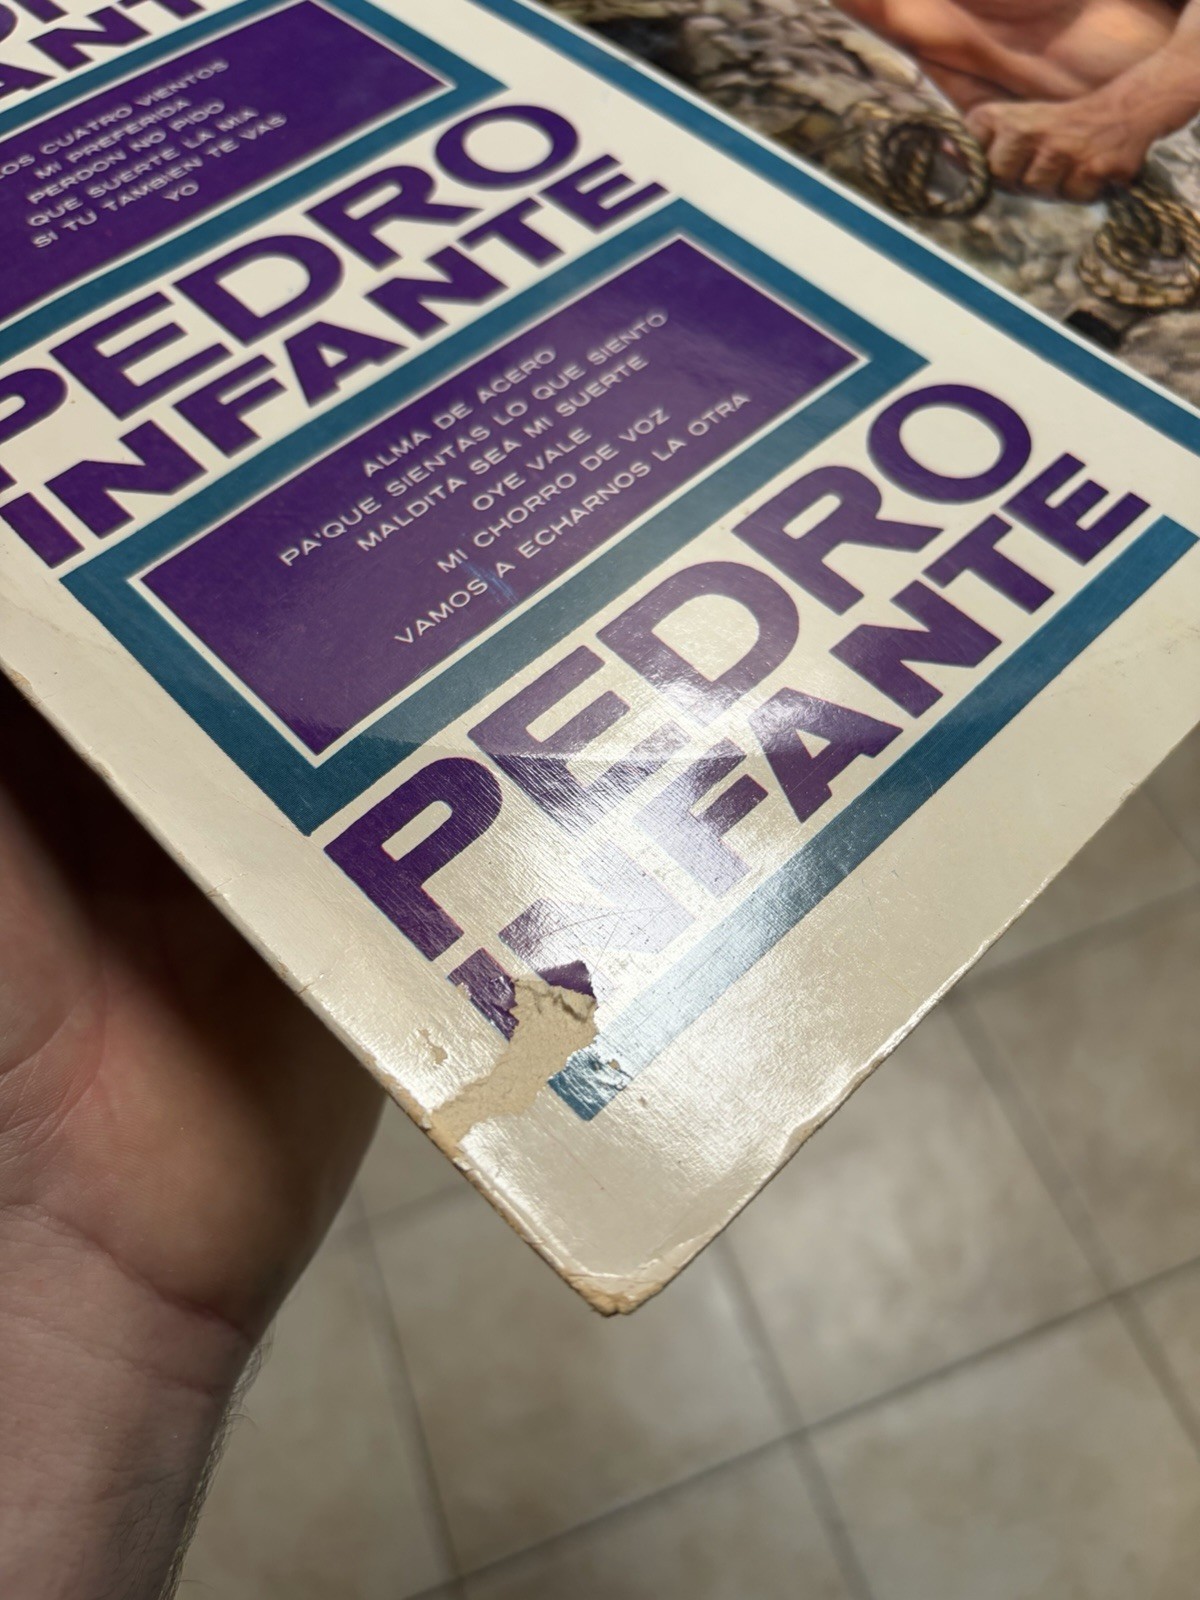 PEDRO
INFANTE
LOS CUATRO VIENTOS
MI PREFERIDA
PERDON NO PIDO
QUE SUERTE LA MIA
SI TU TAMBIEN TE VAS
YO
PEDRO
INFANTE
ALMA DE ACERO
PA'QUE SIENTAS LO QUE SIENTO
MALDITA SEA MI SUERTE
OYE VALE
MI CHORRO DE VOZ
VAMOS A ECHARNOS LA OTRA
PEDRO
INFANTE